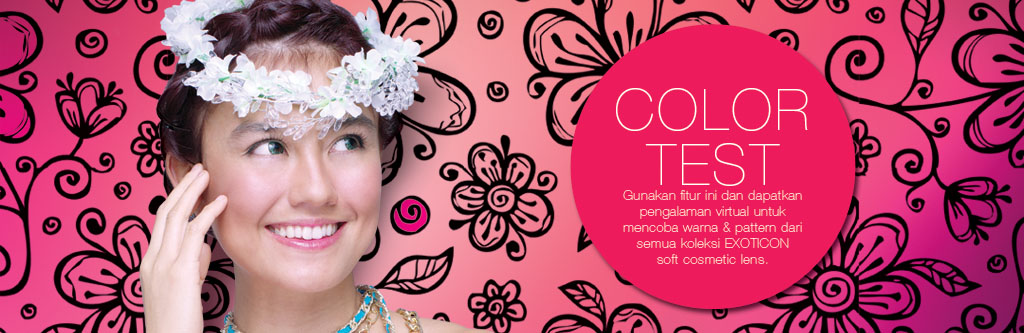 COLOR
TEST
Gunakan fitur ini dan dapatkan
pengalaman virtual untuk
mencoba warna & pattern dari
semua koleksi EXOTICON
soft cosmetic lens.